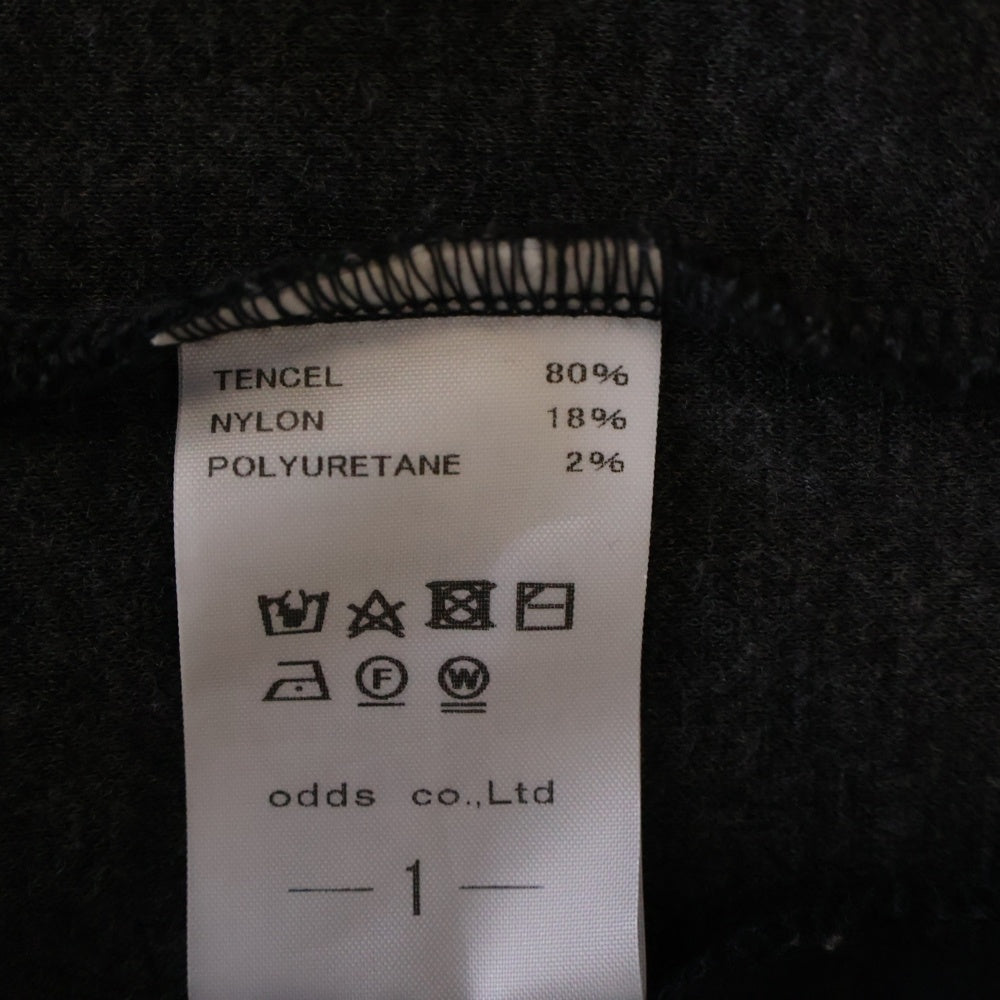 TENCEL 80%
NYLON 18%
POLYURETANE 2%
F W
odds co.,Ltd
— 1 —